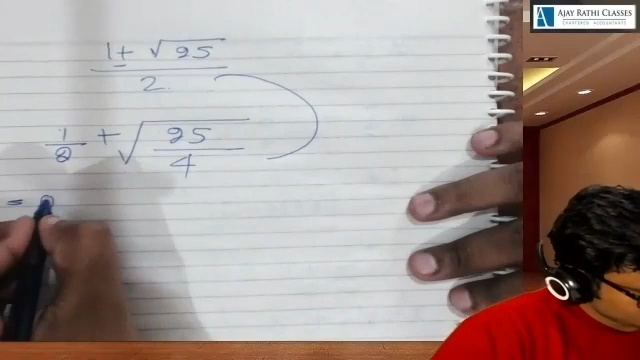 AJAY RATHI CLASSES
CHARTERED ACCOUNTANTS
1 + √25
2
1/2 + √25/4
=